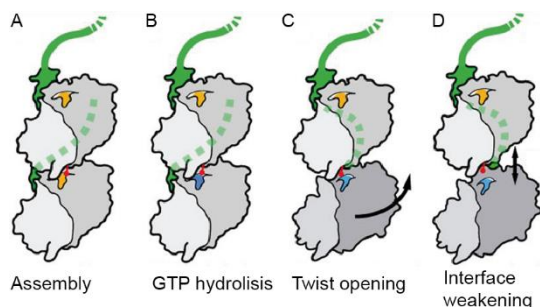 A B C D
Assembly GTP hydrolisis Twist opening Interface
weakening